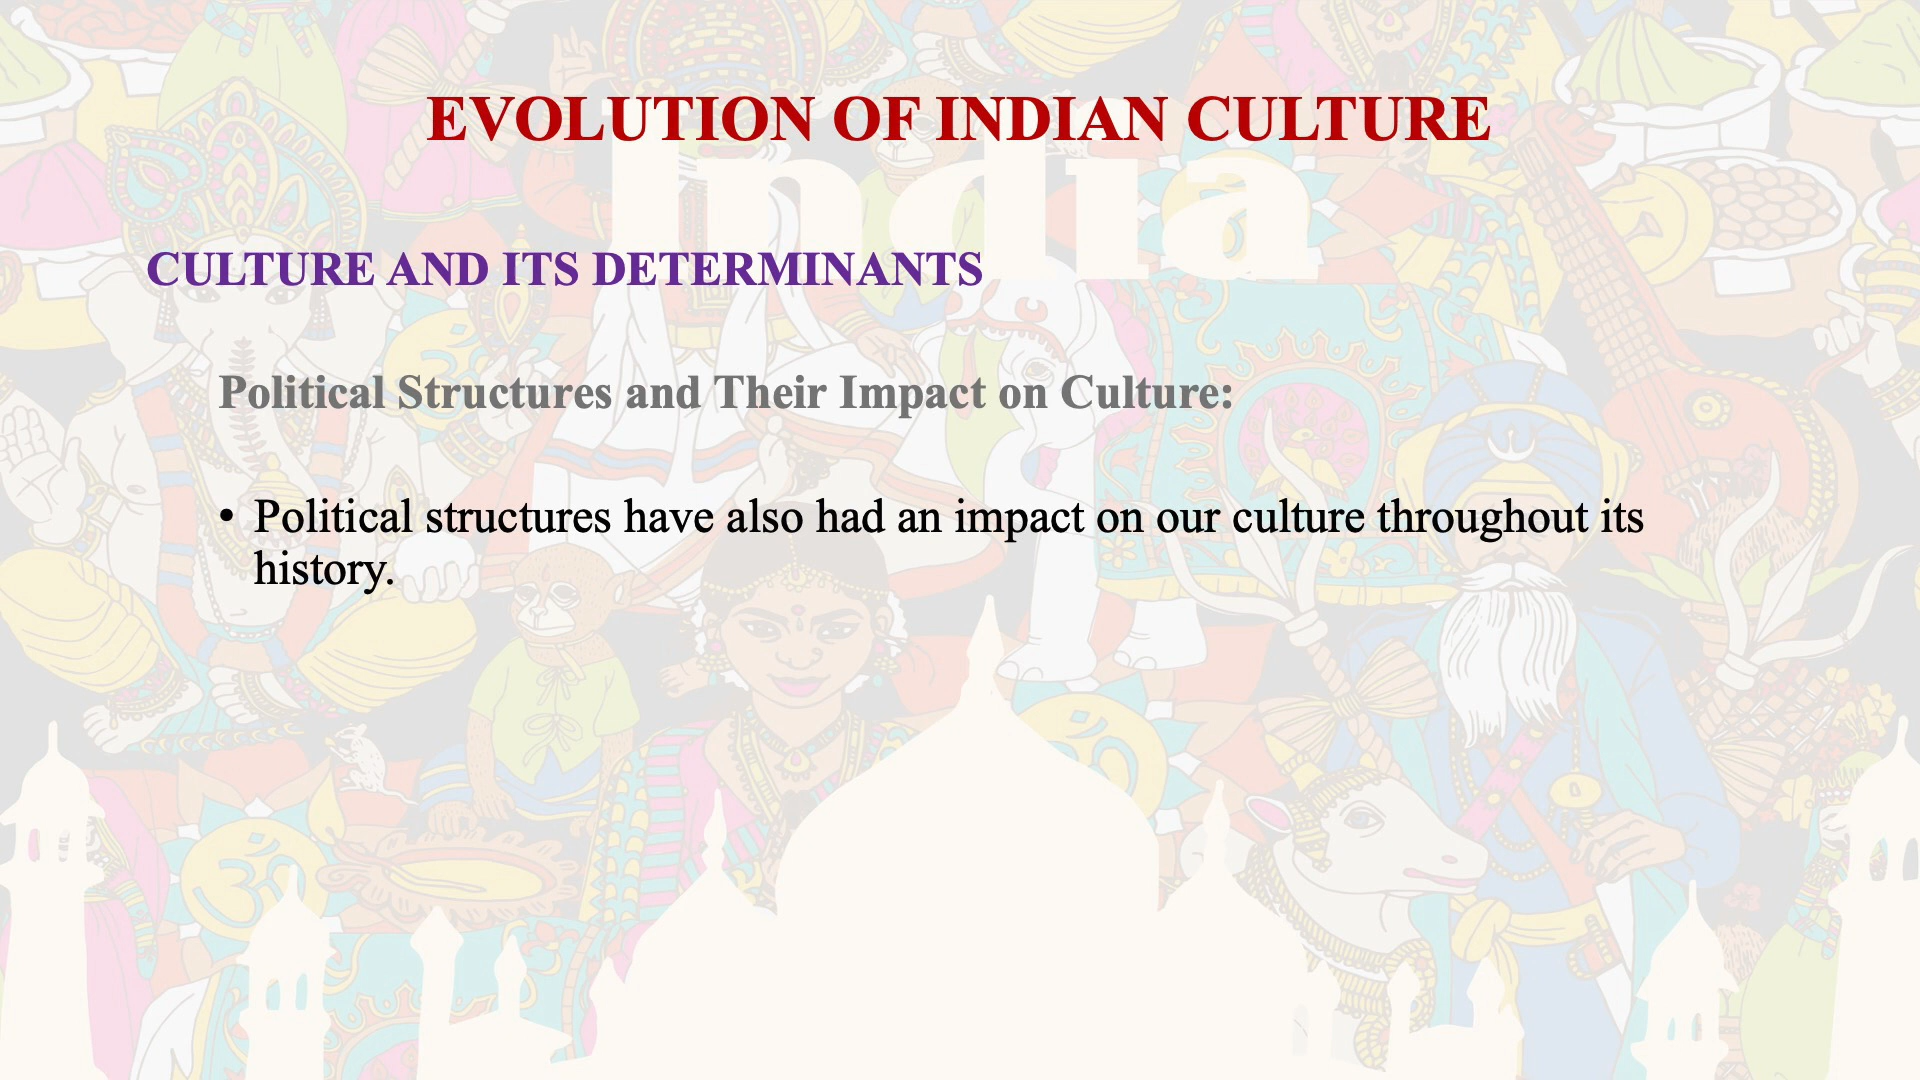 EVOLUTION OF INDIAN CULTURE
India
CULTURE AND ITS DETERMINANTS
Political Structures and Their Impact on Culture:
• Political structures have also had an impact on our culture throughout its
history.
ॐ
ॐ
ॐ